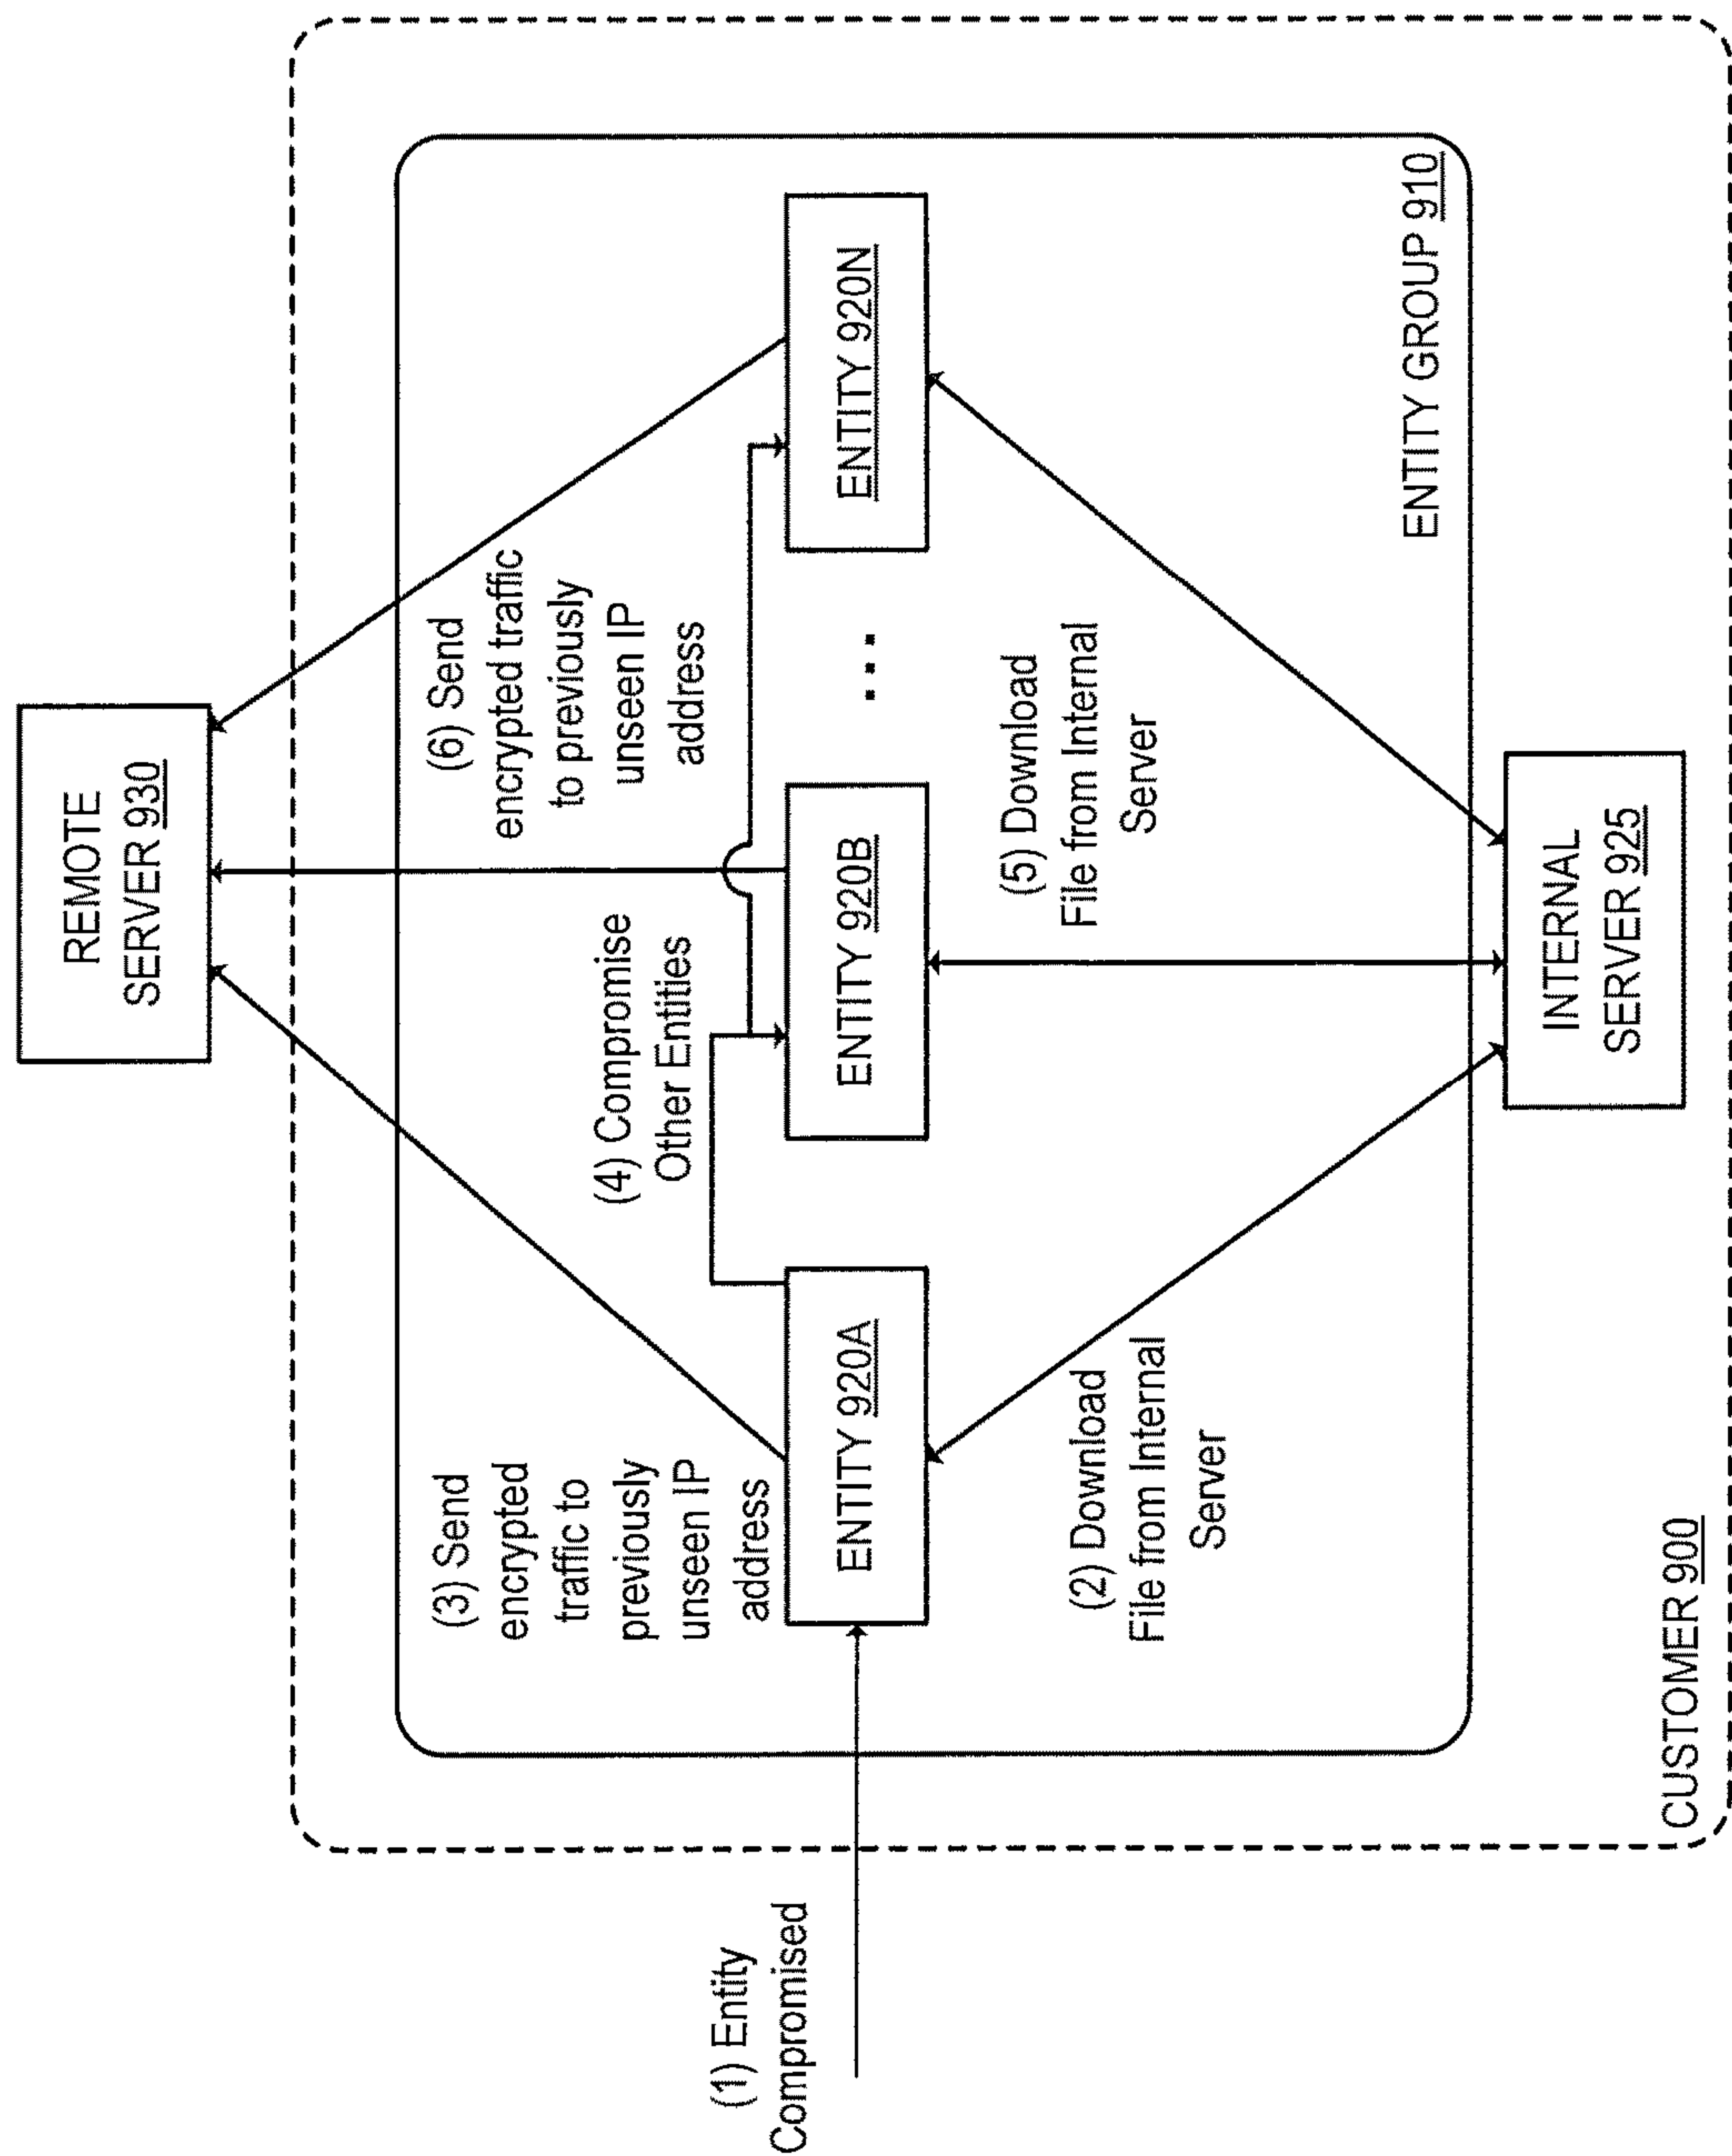 REMOTE
SERVER 930
(1) Entity
Compromised
(3) Send
encrypted
traffic to
previously
unseen IP
address
(4) Compromise
Other Entities
(6) Send
encrypted traffic
to previously
unseen IP
address
ENTITY 920A
ENTITY 920B
...
ENTITY 920N
(2) Download
File from Internal
Server
(5) Download
File from Internal
Server
ENTITY GROUP 910
INTERNAL
SERVER 925
CUSTOMER 900